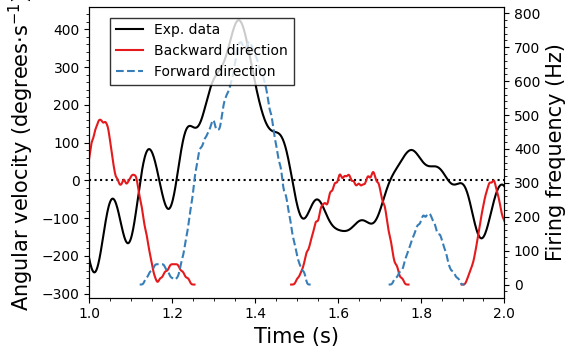 Exp. data
Backward direction
Forward direction
Angular velocity (degrees·s⁻¹)
400
300
200
100
0
−100
−200
−300
Firing frequency (Hz)
800
700
600
500
400
300
200
100
0
1.0 1.2 1.4 1.6 1.8 2.0
Time (s)